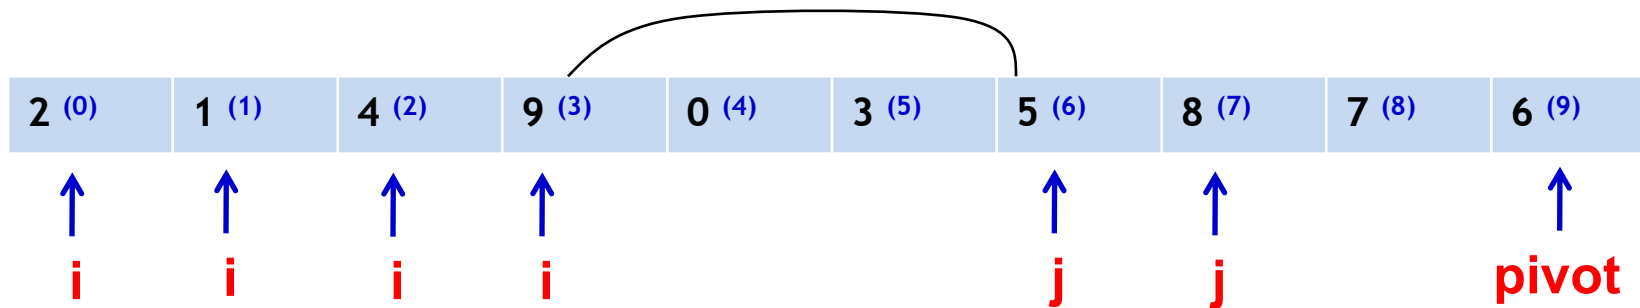 2 (0) 1 (1) 4 (2) 9 (3) 0 (4) 3 (5) 5 (6) 8 (7) 7 (8) 6 (9)
i i i i j j pivot